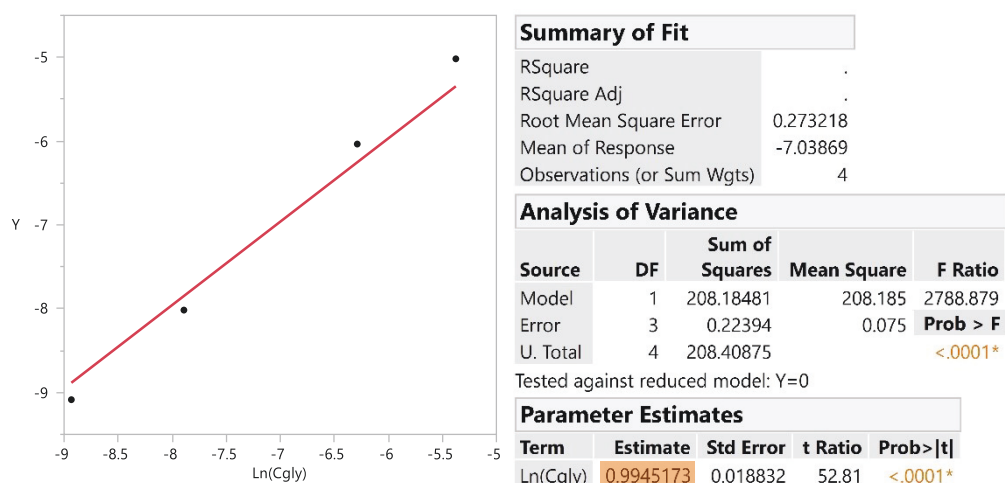 -5
-6
Y -7
-8
-9
-9 -8.5 -8 -7.5 -7 -6.5 -6 -5.5 -5
Ln(Cgly)
Summary of Fit
RSquare .
RSquare Adj .
Root Mean Square Error 0.273218
Mean of Response -7.03869
Observations (or Sum Wgts) 4
Analysis of Variance
Sum of
Source DF Squares Mean Square F Ratio
Model 1 208.18481 208.185 2788.879
Error 3 0.22394 0.075 Prob > F
U. Total 4 208.40875 <.0001*
Tested against reduced model: Y=0
Parameter Estimates
Term Estimate Std Error t Ratio Prob>|t|
Ln(Cgly) 0.9945173 0.018832 52.81 <.0001*